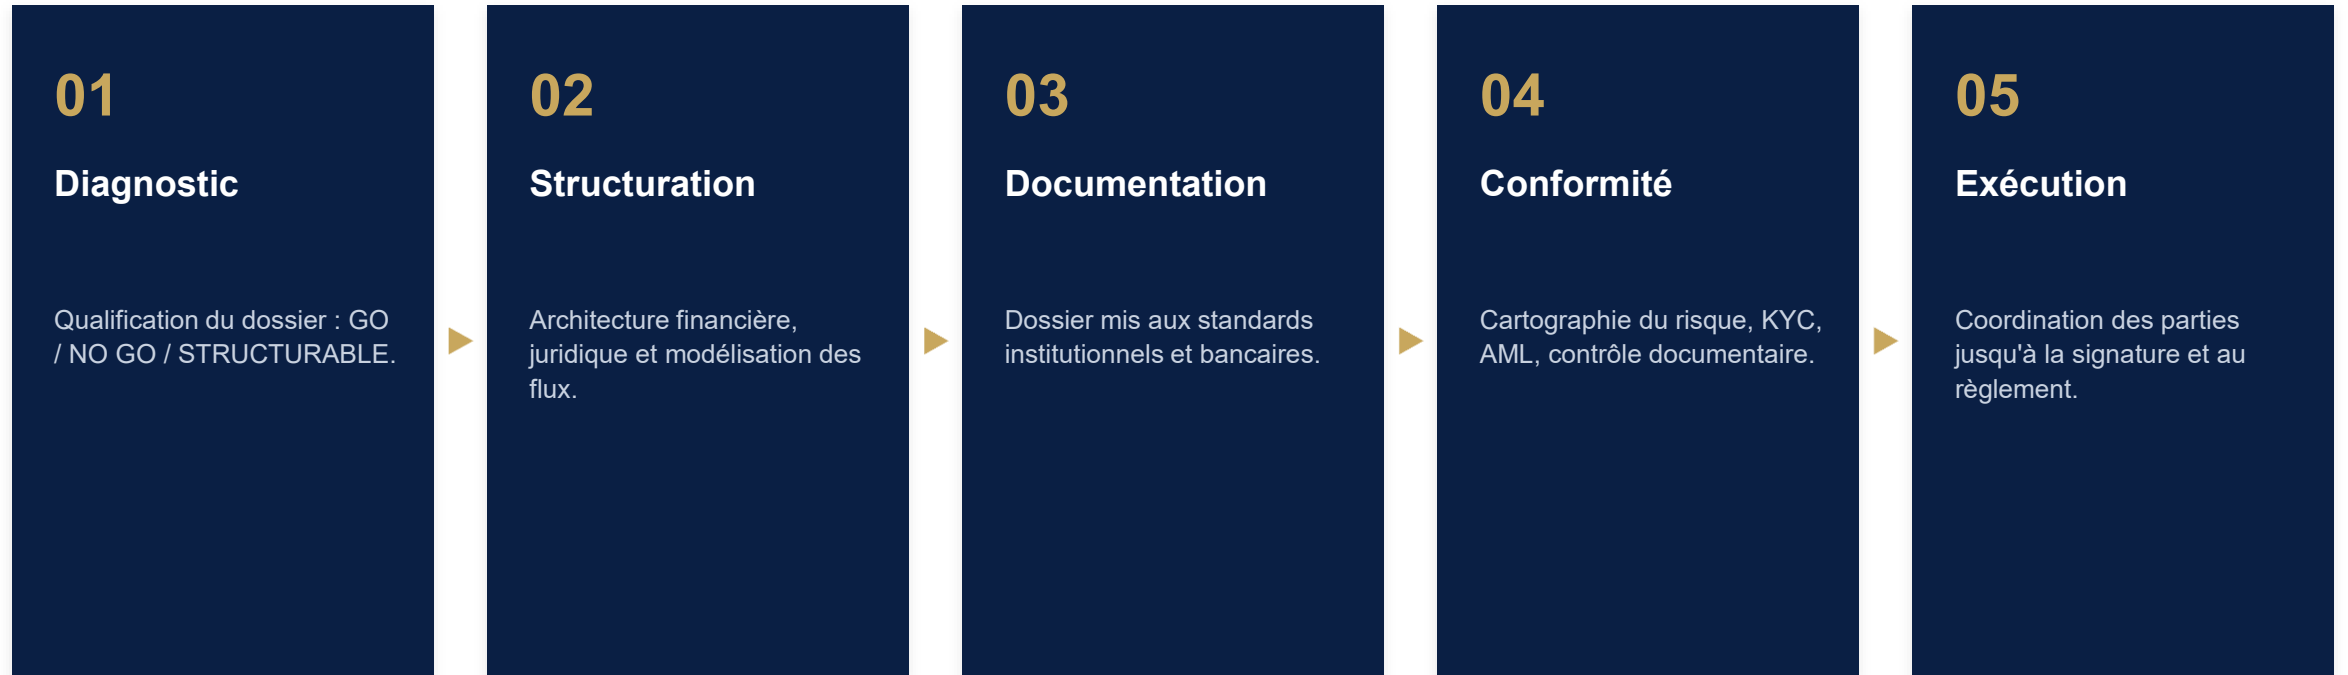 01
Diagnostic
Qualification du dossier : GO
/ NO GO / STRUCTURABLE.
02
Structuration
Architecture financière,
juridique et modélisation des
flux.
03
Documentation
Dossier mis aux standards
institutionnels et bancaires.
04
Conformité
Cartographie du risque, KYC,
AML, contrôle documentaire.
05
Exécution
Coordination des parties
jusqu'à la signature et au
règlement.